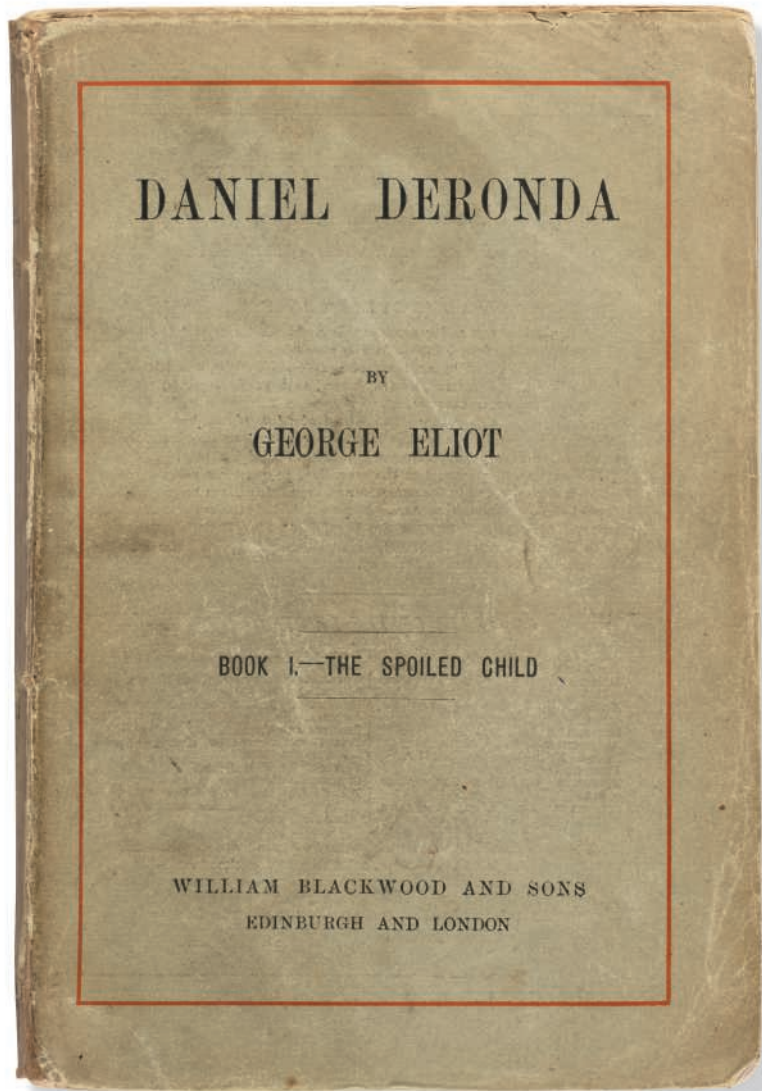 DANIEL DERONDA
BY
GEORGE ELIOT
BOOK I.—THE SPOILED CHILD
WILLIAM BLACKWOOD AND SONS
EDINBURGH AND LONDON